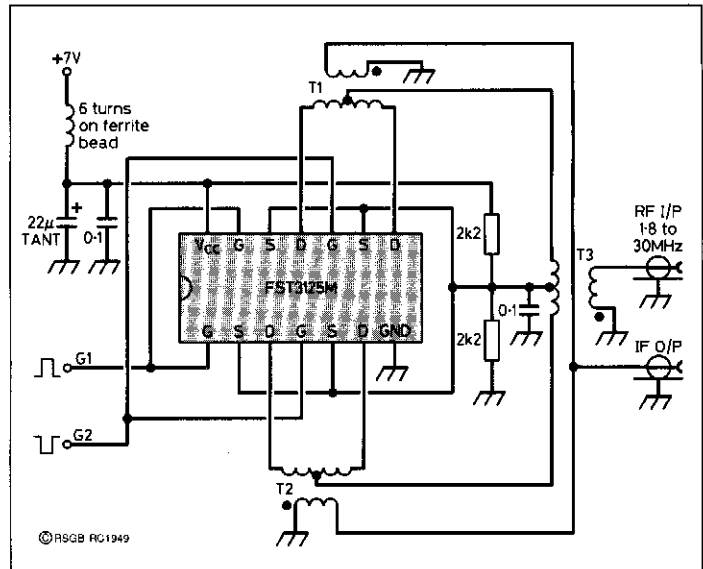 +7V
6 turns
on ferrite
bead
T1
+
22µ
TANT
0·1
VCC G S D G S D
FST3125M
G S D G S D GND
2k2
2k2
0·1
T3
RF I/P
1·8 to
30MHz
IF O/P
G1
G2
T2
©RSGB RC1949